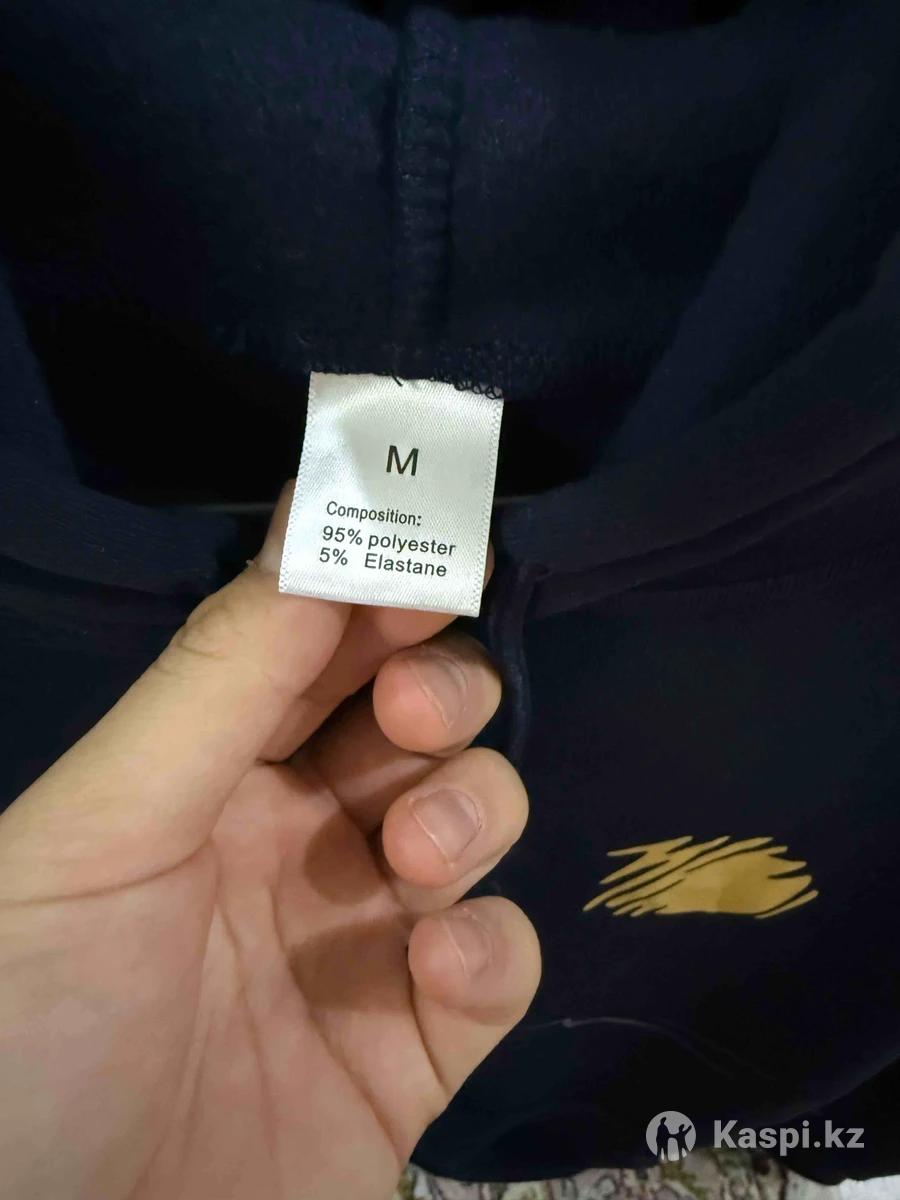 M
Composition:
95% polyester
5% Elastane
Kaspi.kz